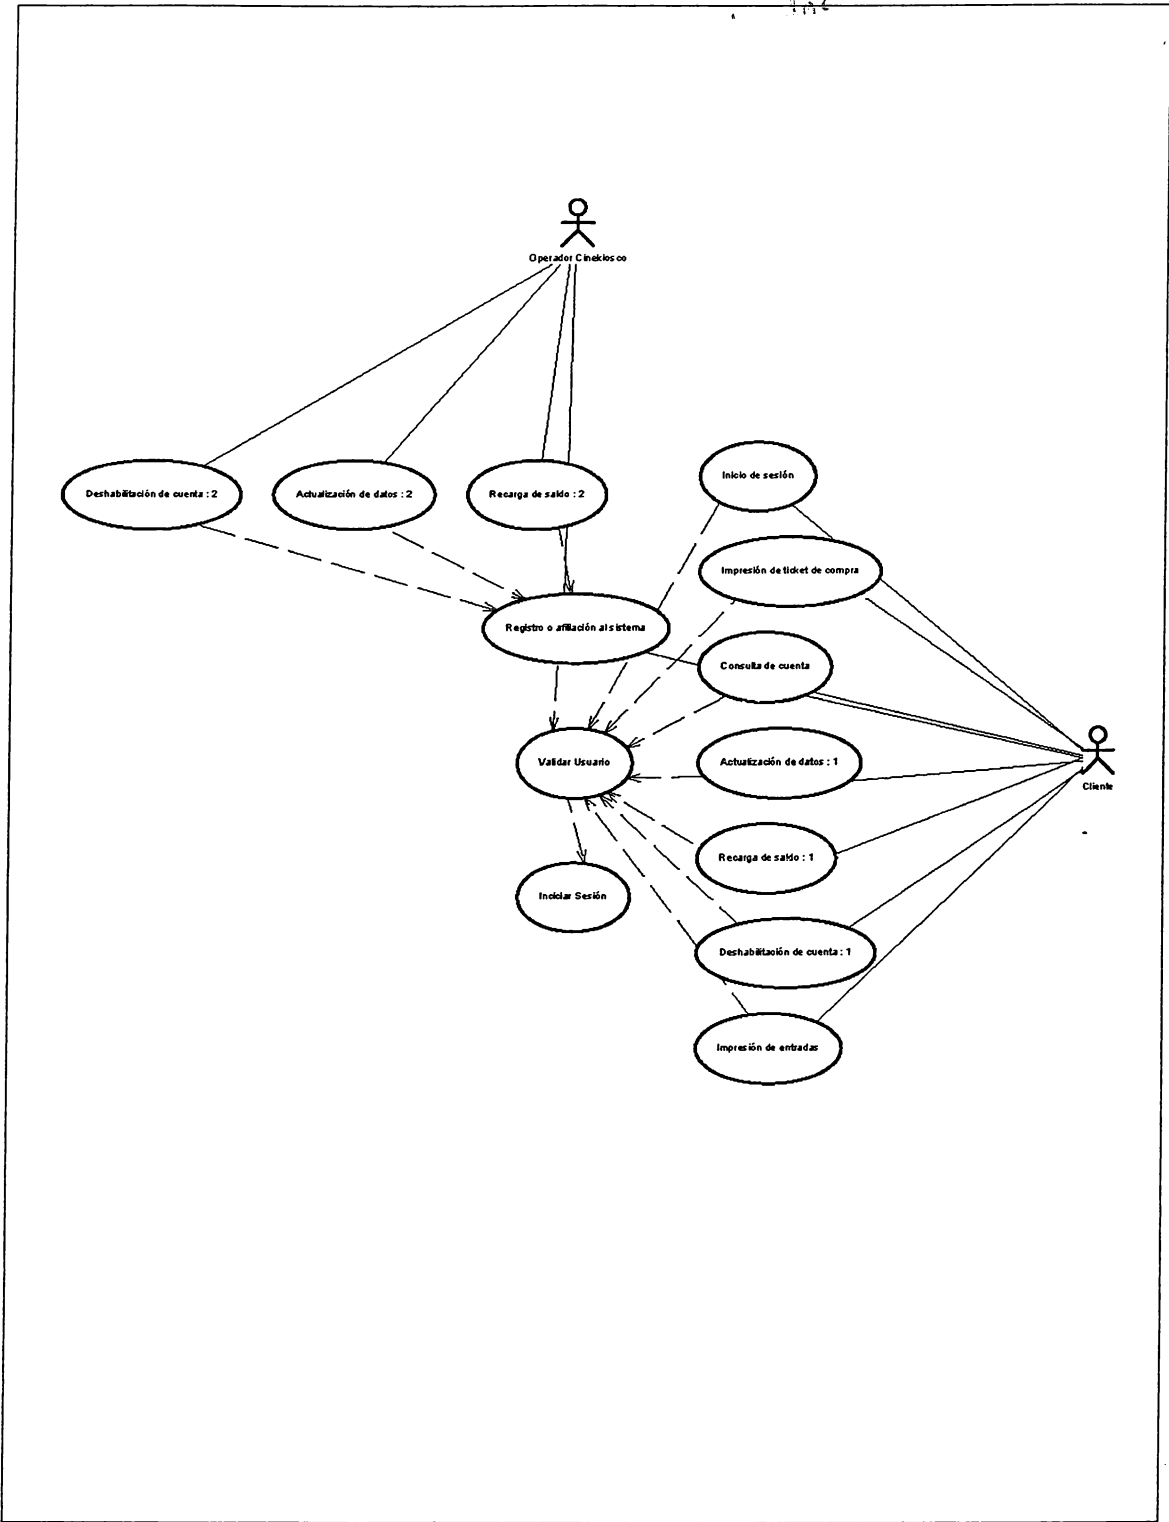 Operador Cinekiosco
Deshabilitación de cuenta : 2
Actualización de datos : 2
Recarga de saldo : 2
Inicio de sesión
Impresión de ticket de compra
Registro o afiliación al sistema
Consulta de cuenta
Validar Usuario
Actualización de datos : 1
Cliente
Recarga de saldo : 1
Inciciar Sesión
Deshabilitación de cuenta : 1
Impresión de entradas